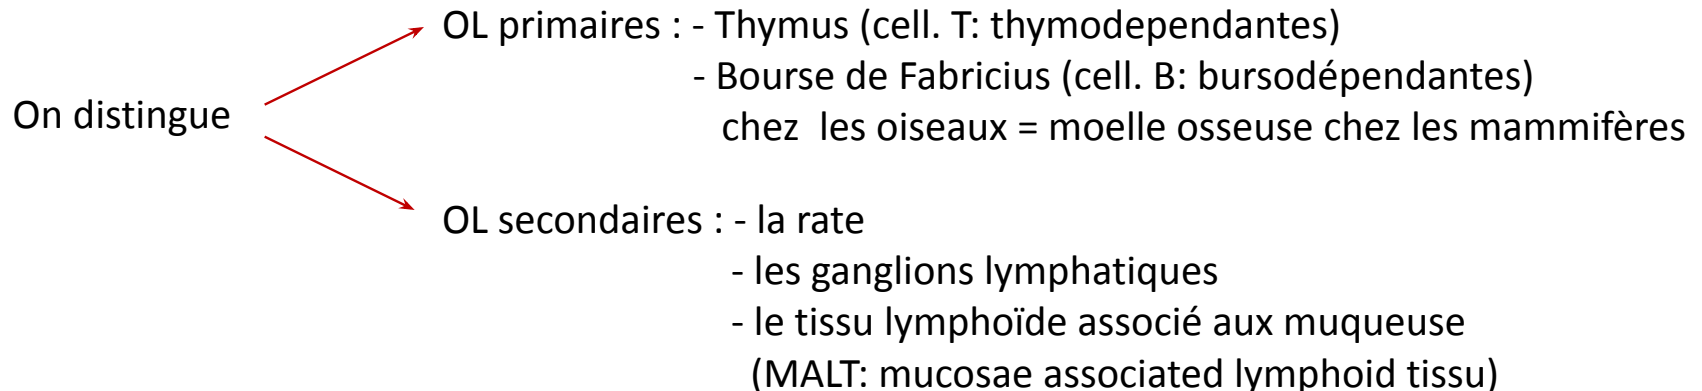 OL primaires : - Thymus (cell. T: thymodependantes)
- Bourse de Fabricius (cell. B: bursodépendantes)
On distingue
chez les oiseaux = moelle osseuse chez les mammifères
OL secondaires : - la rate
- les ganglions lymphatiques
- le tissu lymphoïde associé aux muqueuse
(MALT: mucosae associated lymphoid tissu)